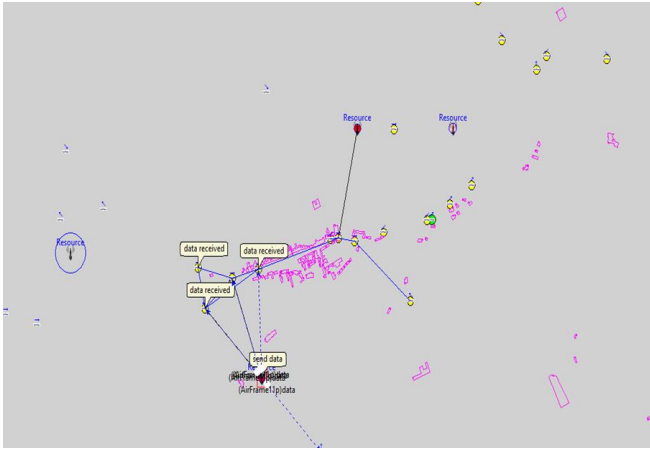 Resource
Resource
Resource
data received
data received
data received
send data
(AirFrame11p)data